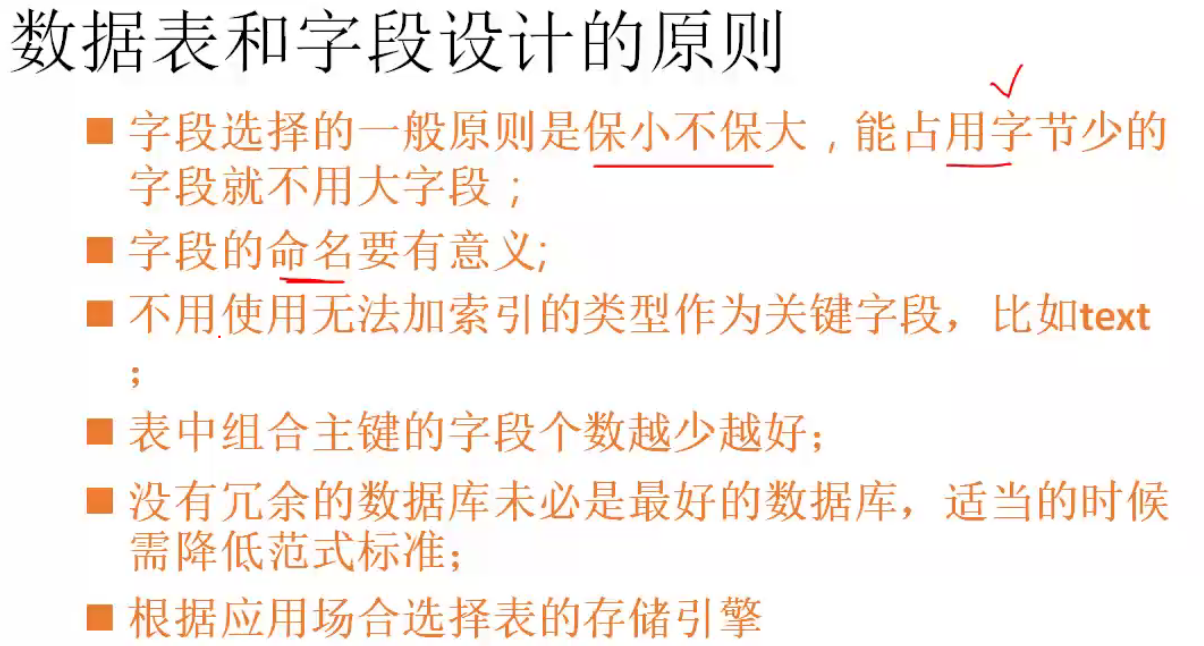 数据表和字段设计的原则
字段选择的一般原则是保小不保大，能占用字节少的
字段就不用大字段；
字段的命名要有意义;
不用使用无法加索引的类型作为关键字段，比如text
；
表中组合主键的字段个数越少越好；
没有冗余的数据库未必是最好的数据库，适当的时候
需降低范式标准；
根据应用场合选择表的存储引擎